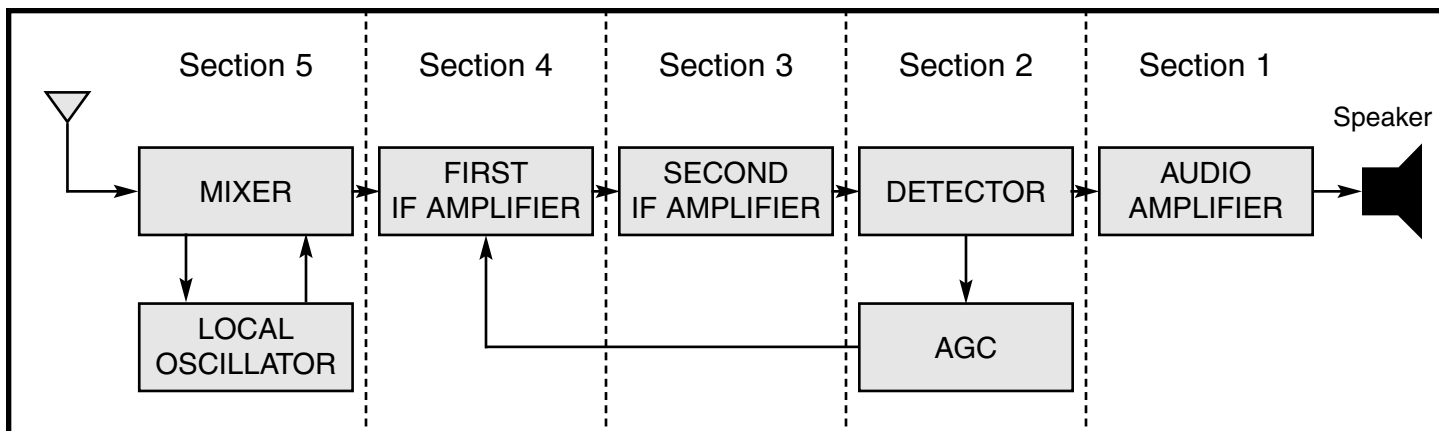 Section 5
Section 4
Section 3
Section 2
Section 1
Speaker
MIXER
FIRST
IF AMPLIFIER
SECOND
IF AMPLIFIER
DETECTOR
AUDIO
AMPLIFIER
LOCAL
OSCILLATOR
AGC